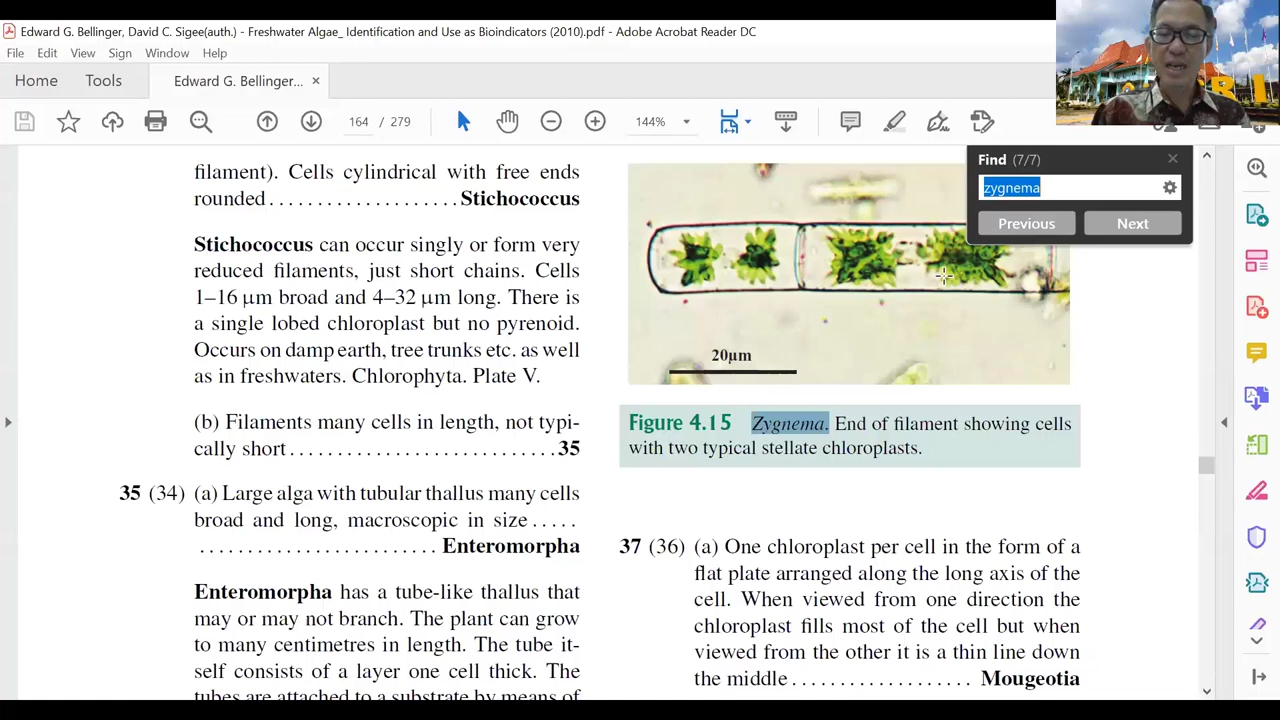 Edward G. Bellinger, David C. Sigee(auth.) - Freshwater Algae_ Identification and Use as Bioindicators (2010).pdf - Adobe Acrobat Reader DC
File Edit View Sign Window Help
Home Tools Edward G. Bellinger... ×
164 / 279 144%
Find (7/7)
zygnema
Previous Next
filament). Cells cylindrical with free ends
rounded . . . . . . . . . . . . . . . . . . . Stichococcus
Stichococcus can occur singly or form very
reduced filaments, just short chains. Cells
1–16 μm broad and 4–32 μm long. There is
a single lobed chloroplast but no pyrenoid.
Occurs on damp earth, tree trunks etc. as well
as in freshwaters. Chlorophyta. Plate V.
(b) Filaments many cells in length, not typi-
cally short . . . . . . . . . . . . . . . . . . . . . . . . . . . 35
35 (34) (a) Large alga with tubular thallus many cells
broad and long, macroscopic in size . . . . .
. . . . . . . . . . . . . . . . . . . . . . . . Enteromorpha
Enteromorpha has a tube-like thallus that
may or may not branch. The plant can grow
to many centimetres in length. The tube it-
self consists of a layer one cell thick. The
tubes are attached to a substrate by means of
20μm
Figure 4.15 Zygnema. End of filament showing cells
with two typical stellate chloroplasts.
37 (36) (a) One chloroplast per cell in the form of a
flat plate arranged along the long axis of the
cell. When viewed from one direction the
chloroplast fills most of the cell but when
viewed from the other it is a thin line down
the middle . . . . . . . . . . . . . . . . . . Mougeotia